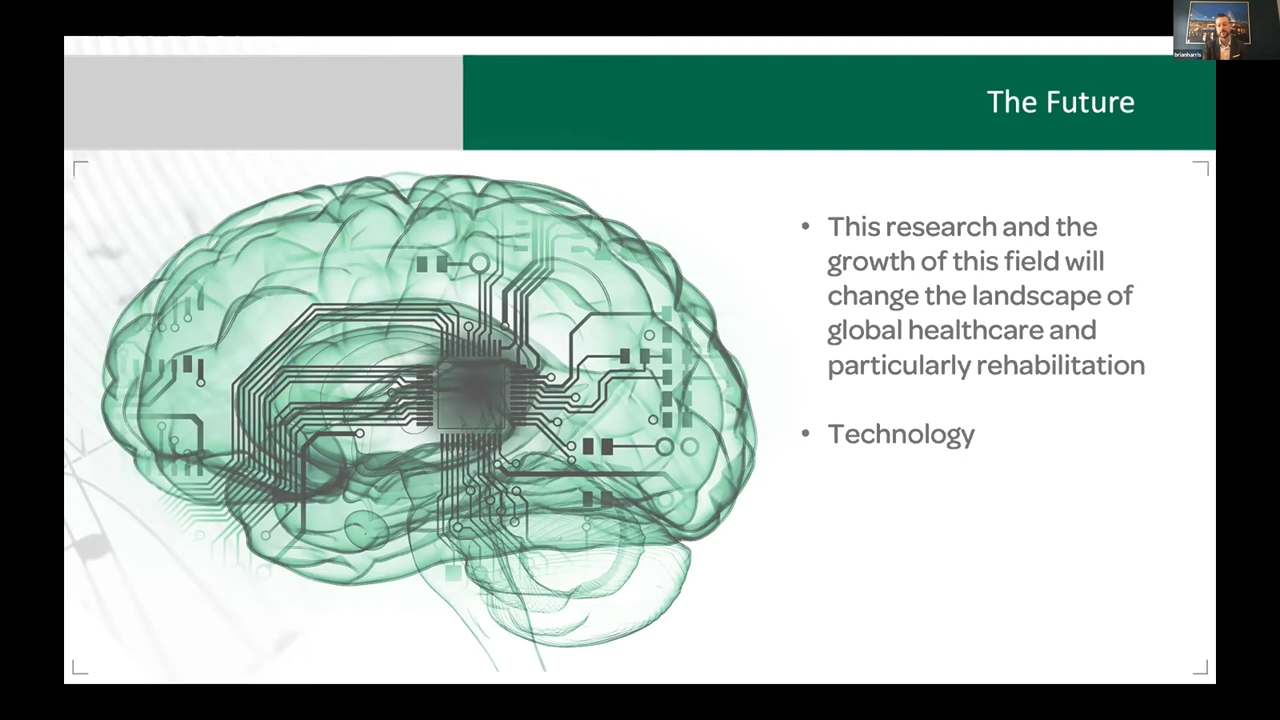 brianharris
The Future
• This research and the
growth of this field will
change the landscape of
global healthcare and
particularly rehabilitation
• Technology